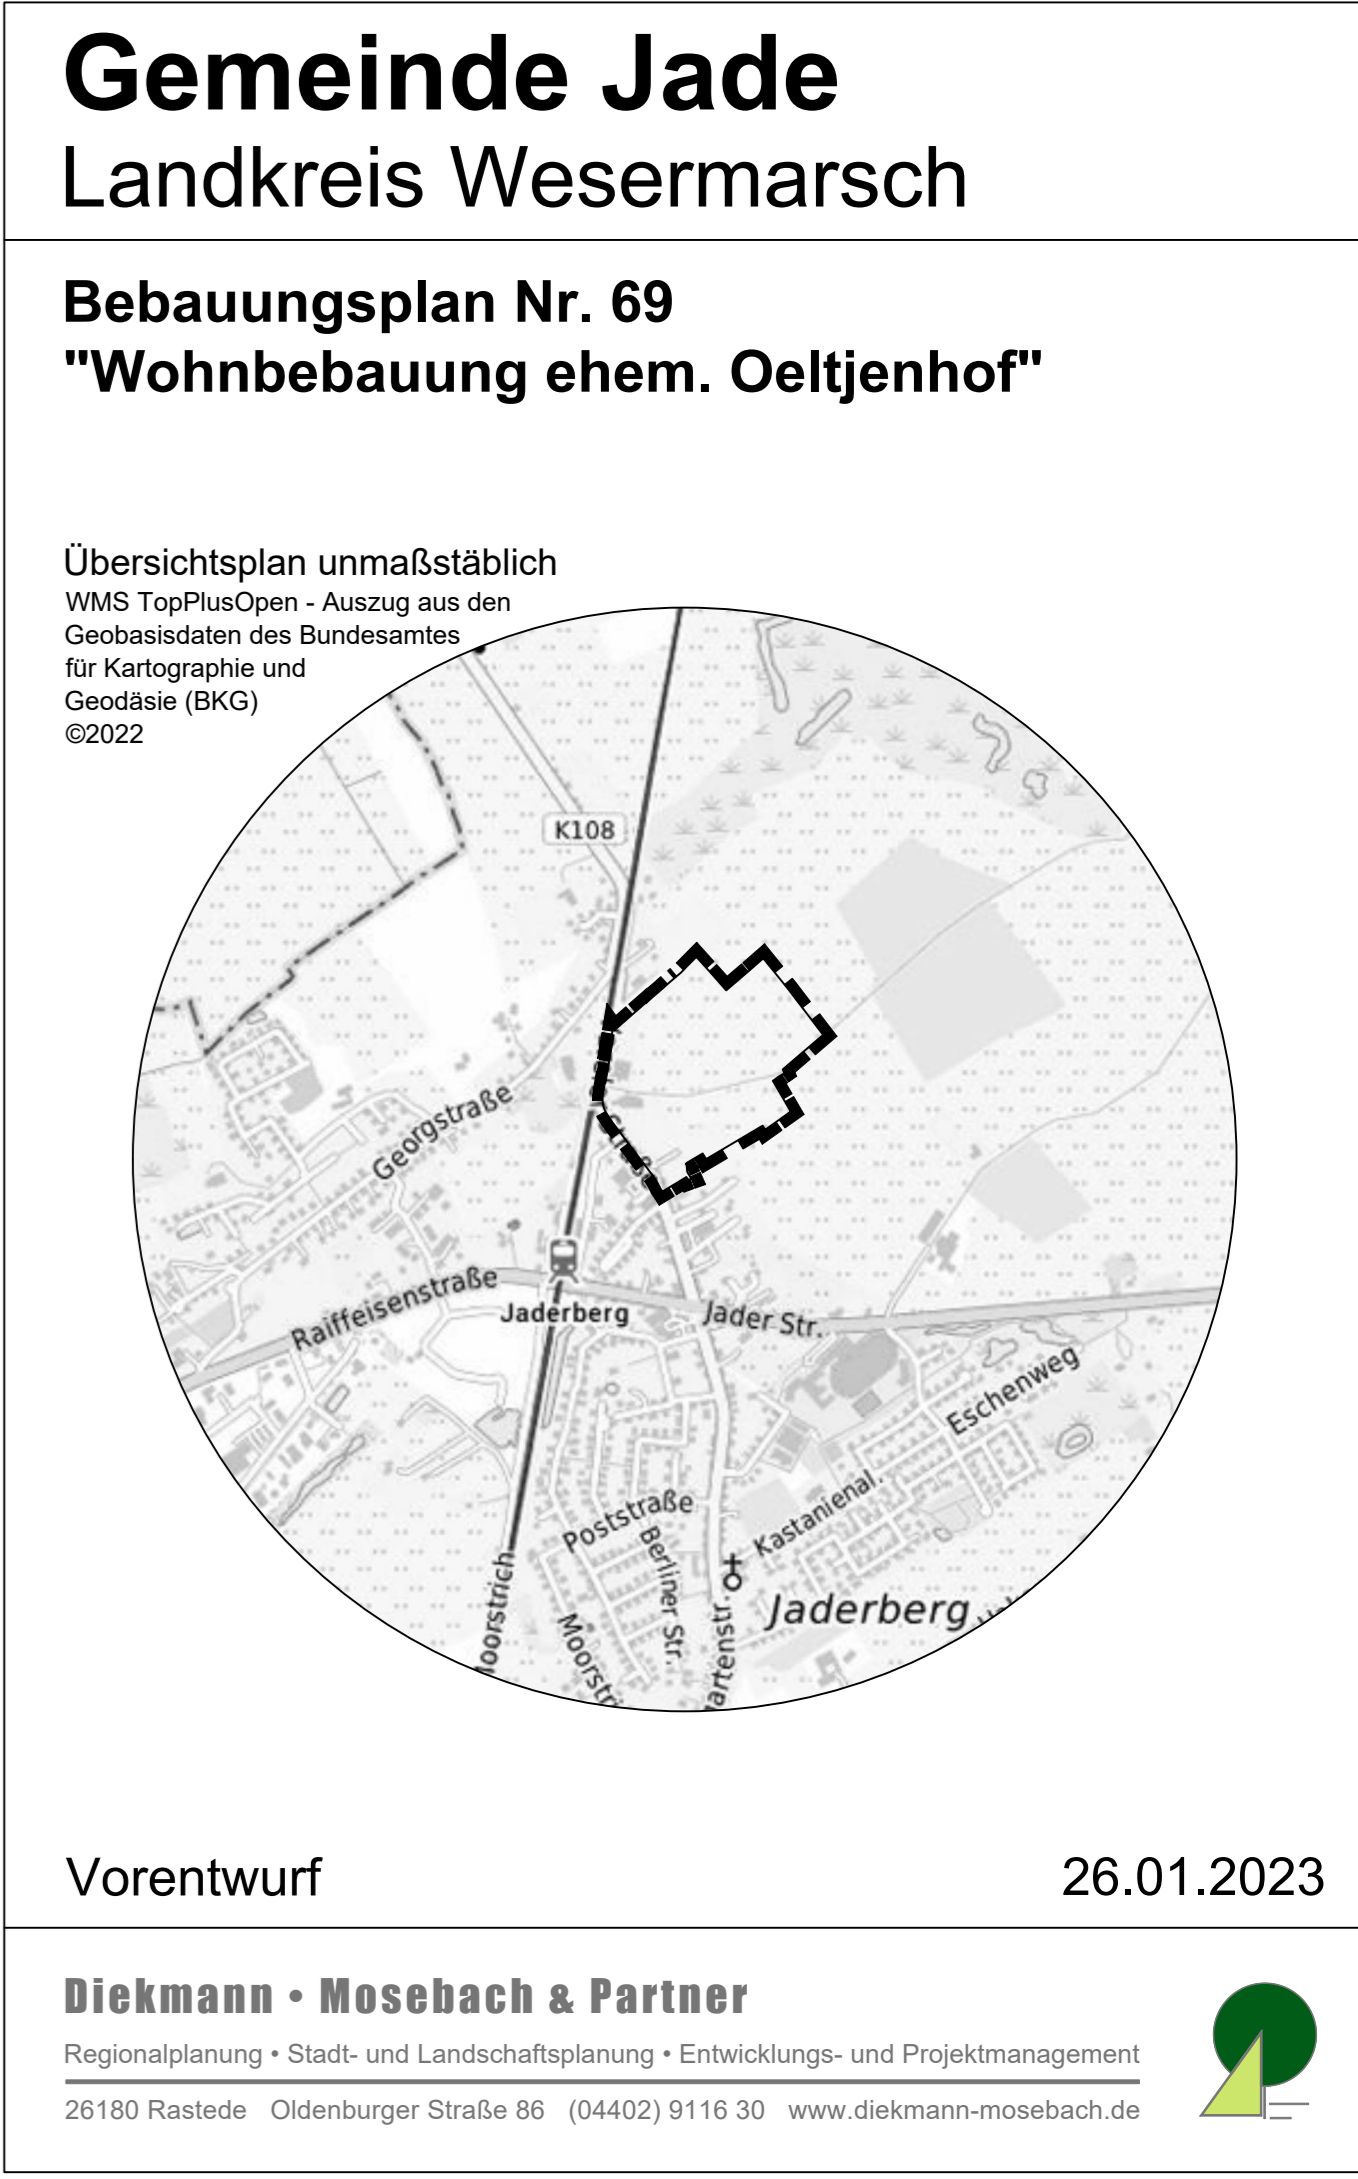 Gemeinde Jade
Landkreis Wesermarsch
Bebauungsplan Nr. 69
"Wohnbebauung ehem. Oeltjenhof"
Übersichtsplan unmaßstäblich
WMS TopPlusOpen - Auszug aus den
Geobasisdaten des Bundesamtes
für Kartographie und
Geodäsie (BKG)
©2022
K108
Georgstraße
Raiffeisenstraße
Jaderberg
Jader Str.
Eschenweg
Kastanienal.
Poststraße
Berliner Str.
Jaderberg
Vorentwurf 26.01.2023
Diekmann • Mosebach & Partner
Regionalplanung • Stadt- und Landschaftsplanung • Entwicklungs- und Projektmanagement
26180 Rastede Oldenburger Straße 86 (04402) 9116 30 www.diekmann-mosebach.de